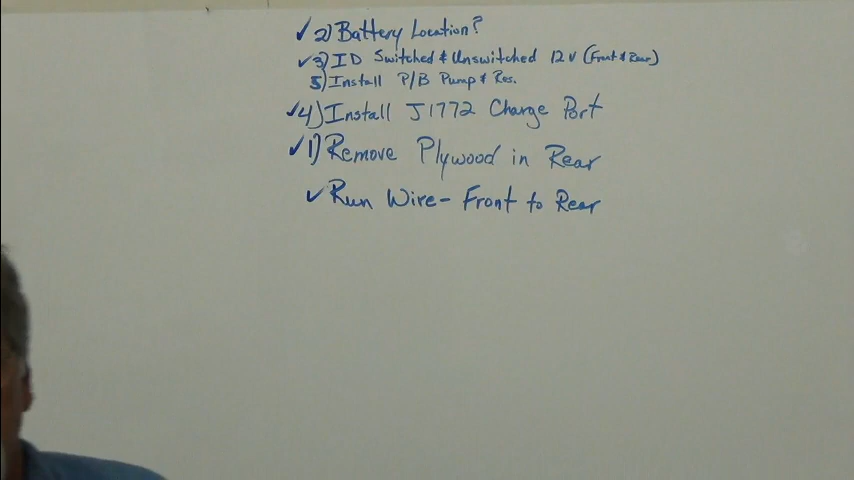 ✓ 2) Battery Location?
✓ 3) ID Switched & Unswitched 12V (Front & Rear)
5) Install P/B Pump & Res.
✓ 4) Install J1772 Charge Port
✓ 1) Remove Plywood in Rear
✓ Run Wire- Front to Rear